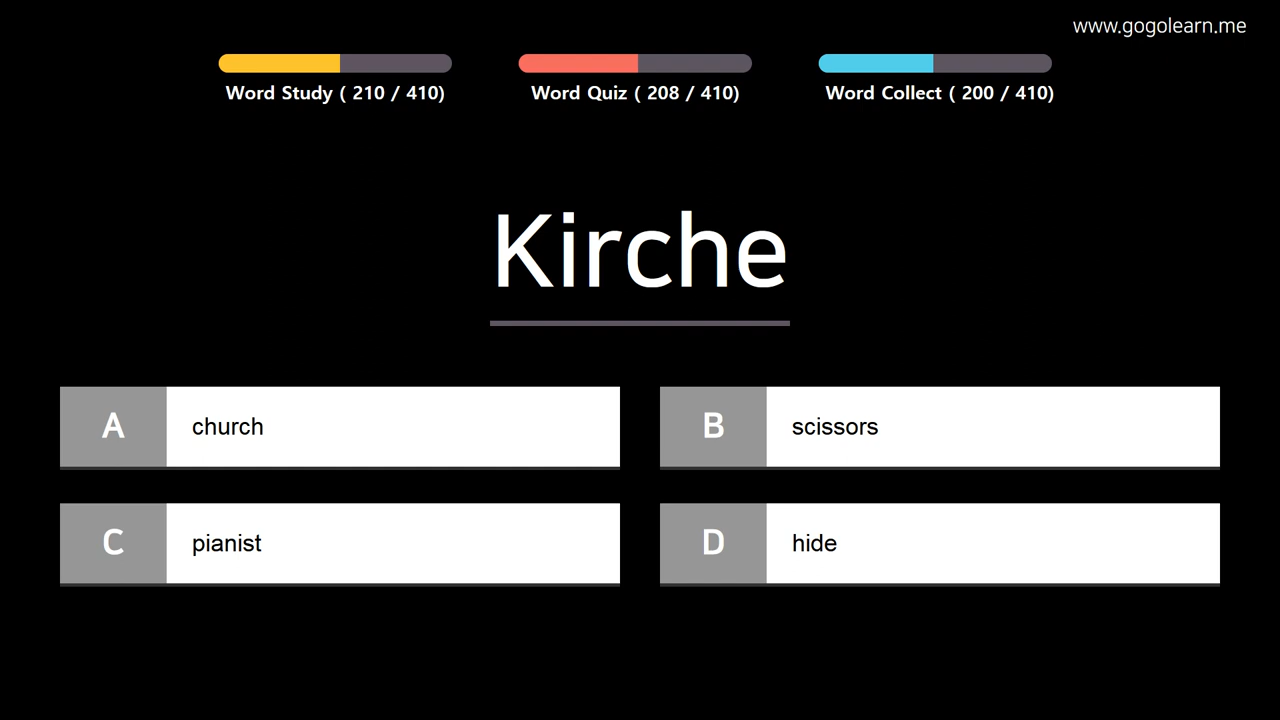 www.gogolearn.me
Word Study ( 210 / 410)
Word Quiz ( 208 / 410)
Word Collect ( 200 / 410)
Kirche
A church
B scissors
C pianist
D hide